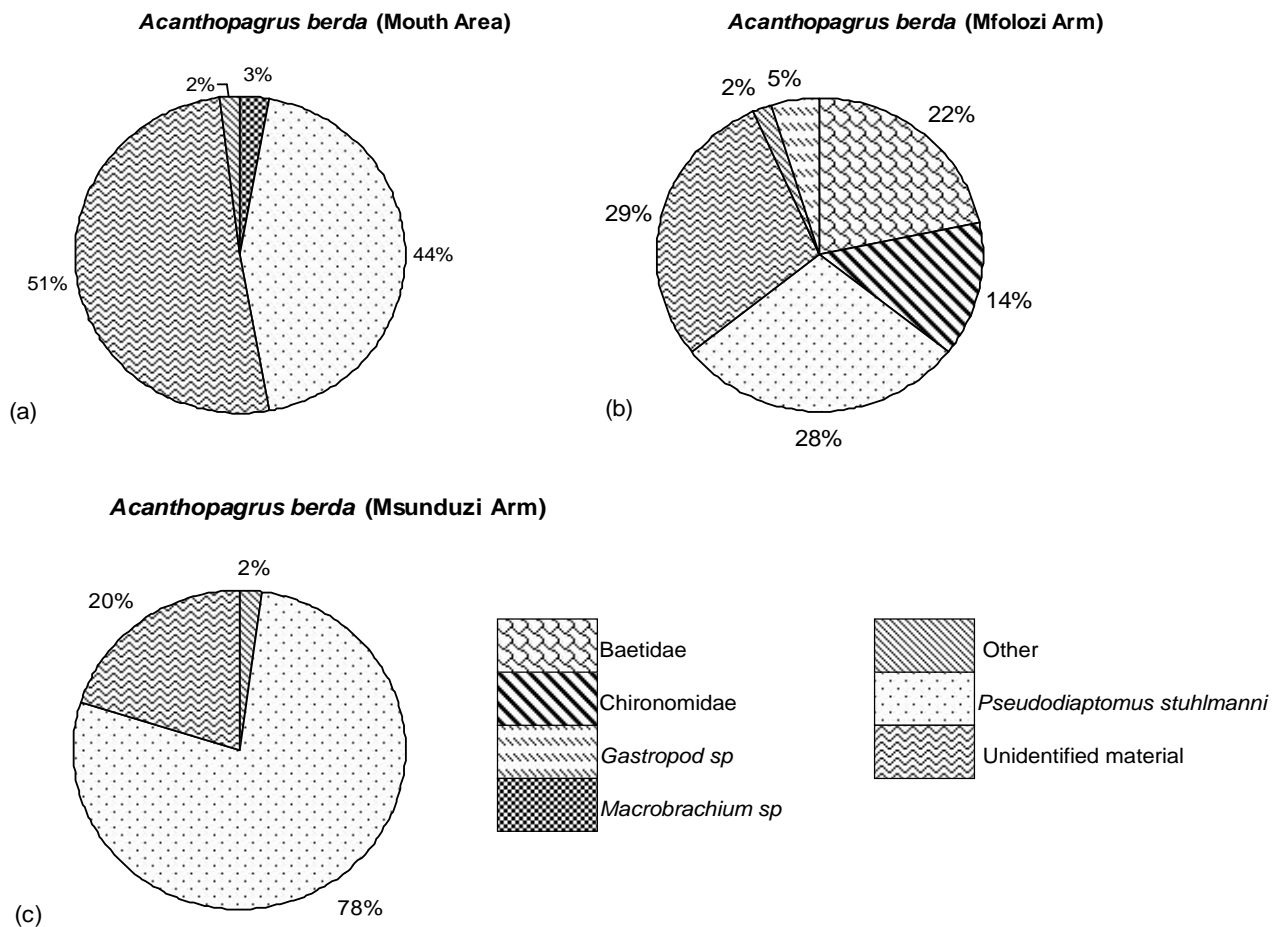 Acanthopagrus berda (Mouth Area)
2%
3%
44%
51%
(a)
Acanthopagrus berda (Mfolozi Arm)
2%
5%
22%
29%
14%
28%
(b)
Acanthopagrus berda (Msunduzi Arm)
2%
20%
78%
(c)
Baetidae
Chironomidae
Gastropod sp
Macrobrachium sp
Other
Pseudodiaptomus stuhlmanni
Unidentified material